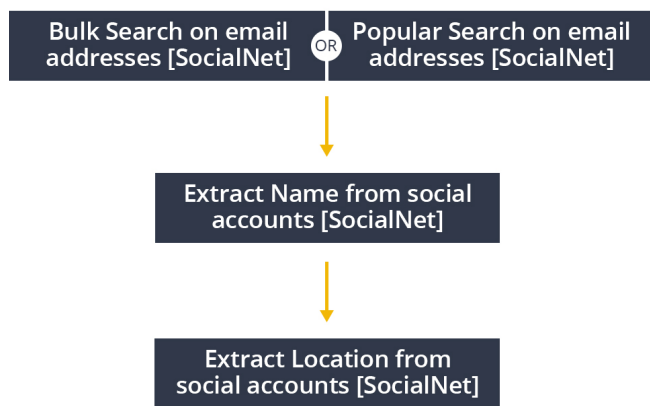 Bulk Search on email
addresses [SocialNet]
OR
Popular Search on email
addresses [SocialNet]
Extract Name from social
accounts [SocialNet]
Extract Location from
social accounts [SocialNet]